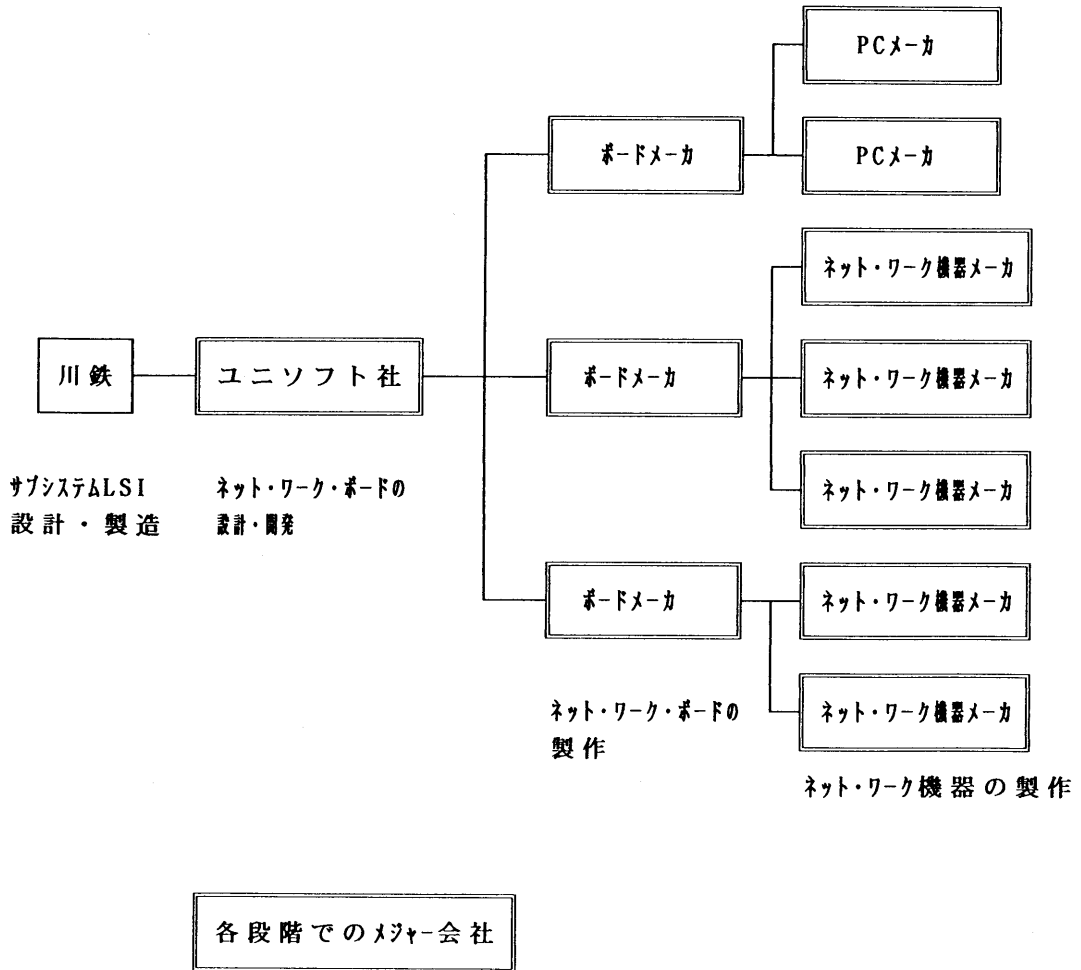 PCメーカ
ボードメーカ
PCメーカ
ネット・ワーク機器メーカ
川鉄
ユニソフト社
ボードメーカ
ネット・ワーク機器メーカ
サブシステムLSI
設計・製造
ネット・ワーク・ボードの
設計・開発
ネット・ワーク機器メーカ
ボードメーカ
ネット・ワーク機器メーカ
ネット・ワーク・ボードの
製作
ネット・ワーク機器メーカ
ネット・ワーク機器の製作
各段階でのメジャー会社